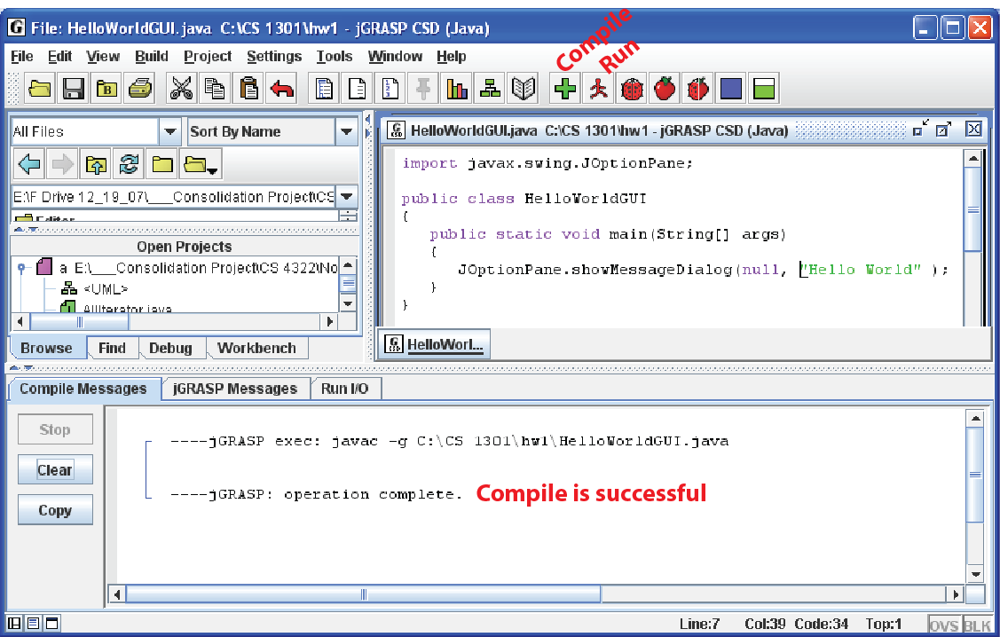 File: HelloWorldGUI.java C:\CS 1301\hw1 - jGRASP CSD (Java)
Compile
Run
File Edit View Build Project Settings Tools Window Help
All Files Sort By Name
E:\F Drive 12_19_07\___Consolidation Project\CS
Editor
Open Projects
a E:\___Consolidation Project\CS 4322\No
<UML>
Alliterator.java
Browse Find Debug Workbench
HelloWorldGUI.java C:\CS 1301\hw1 - jGRASP CSD (Java)
import javax.swing.JOptionPane;
public class HelloWorldGUI
{
public static void main(String[] args)
{
JOptionPane.showMessageDialog(null, "Hello World" );
}
}
HelloWorl...
Compile Messages jGRASP Messages Run I/O
Stop
Clear
Copy
----jGRASP exec: javac -g C:\CS 1301\hw1\HelloWorldGUI.java
----jGRASP: operation complete. Compile is successful
Line:7 Col:39 Code:34 Top:1 OVS BLK